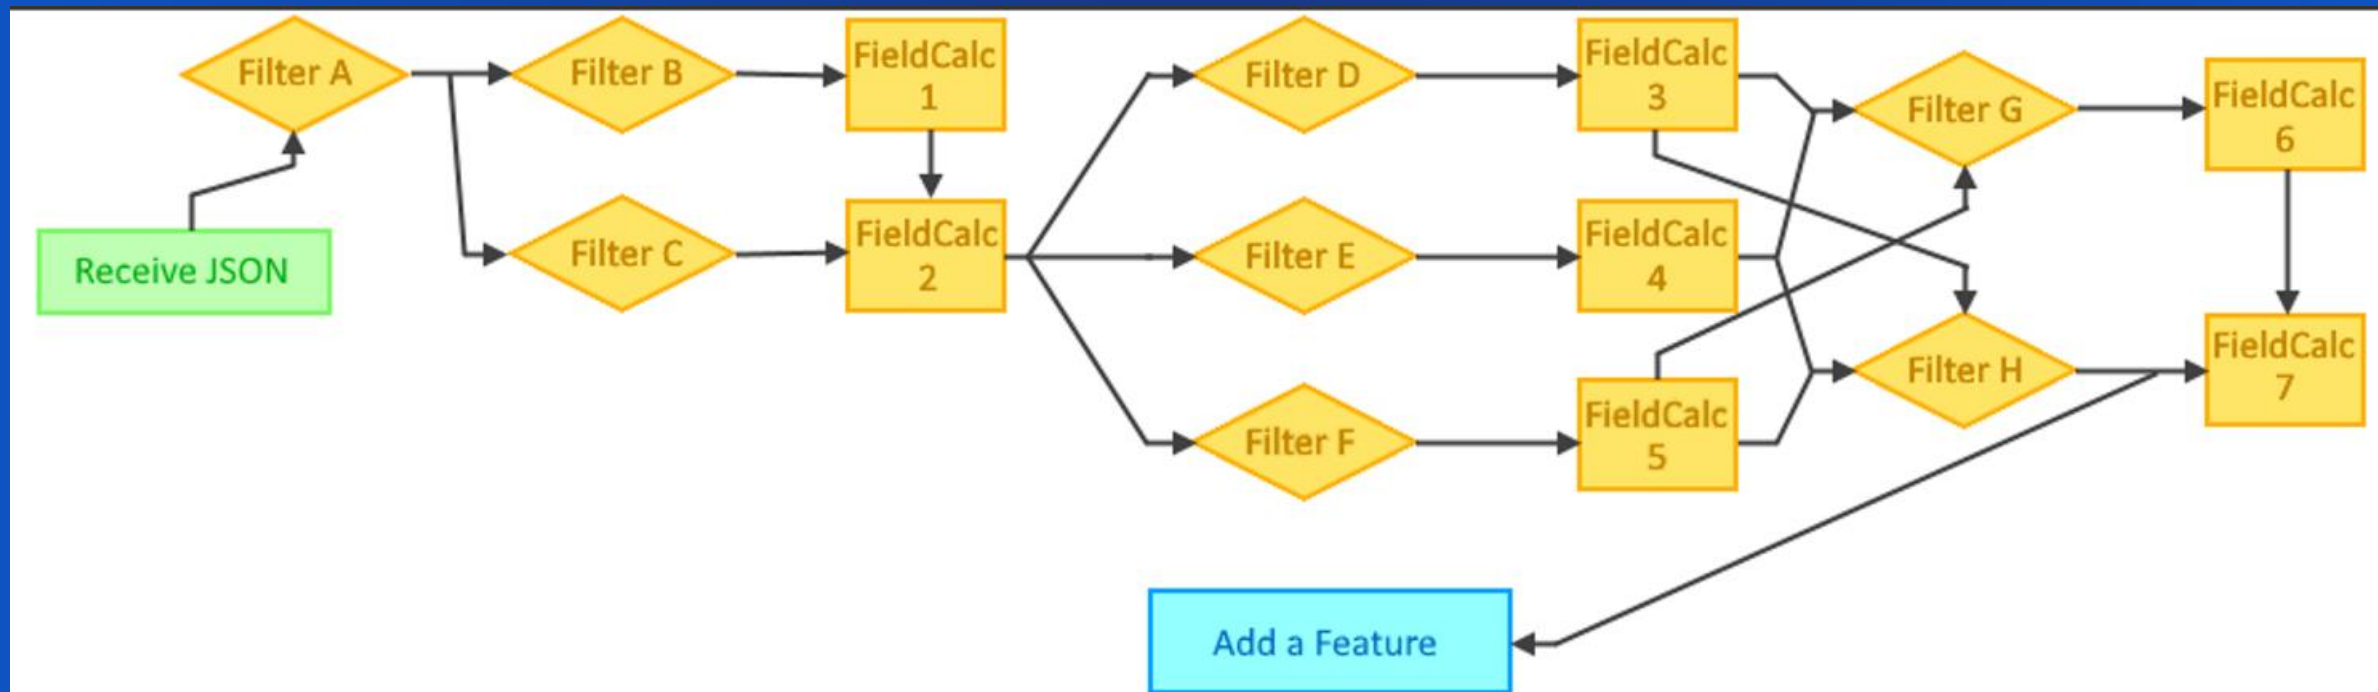 Filter A
Filter B
FieldCalc
1
Filter D
FieldCalc
3
Filter G
FieldCalc
6
Receive JSON
Filter C
FieldCalc
2
Filter E
FieldCalc
4
Filter H
FieldCalc
7
Filter F
FieldCalc
5
Add a Feature